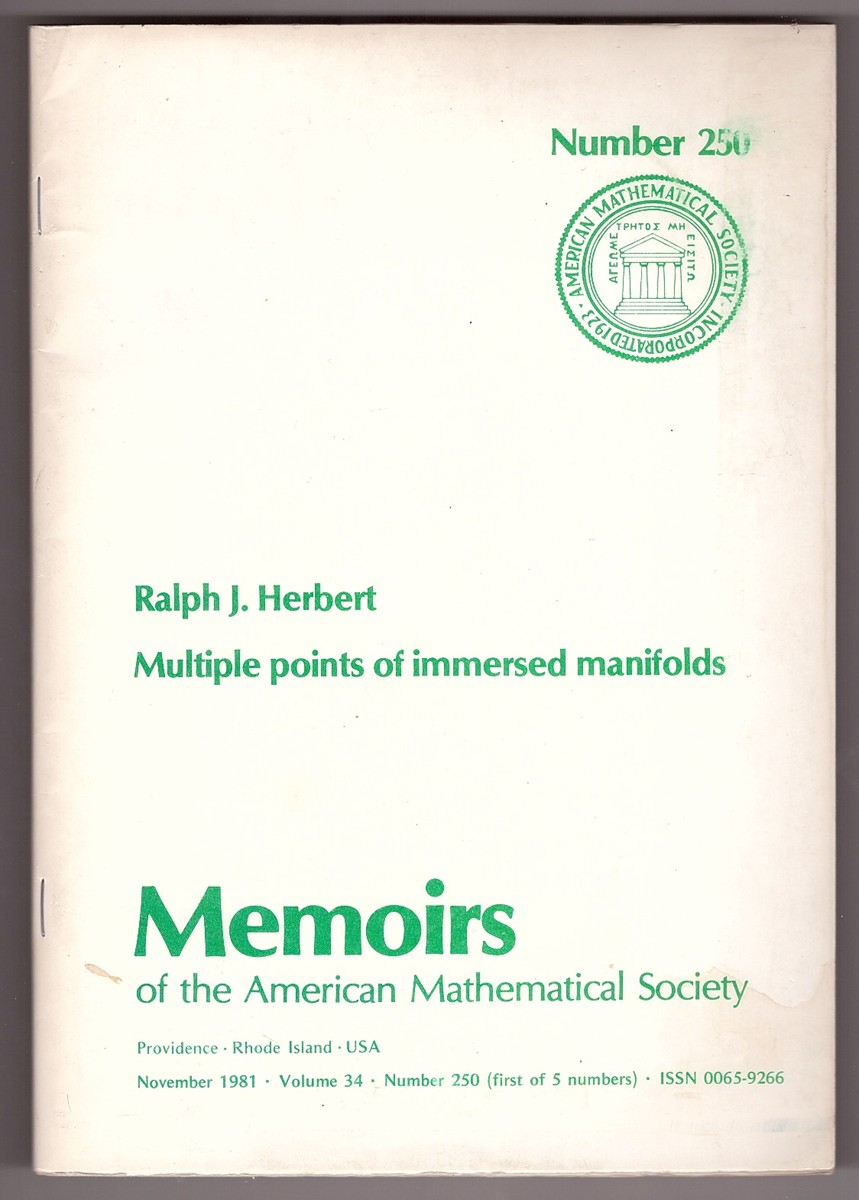 Number 250
AMERICAN MATHEMATICAL SOCIETY · INCORPORATED 1923 ·
ΑΓΕΩΜΕ
ΤΡΗΤΟΣ ΜΗ
ΕΙΣΙΤΩ
Ralph J. Herbert
Multiple points of immersed manifolds
Memoirs
of the American Mathematical Society
Providence · Rhode Island · USA
November 1981 · Volume 34 · Number 250 (first of 5 numbers) · ISSN 0065-9266